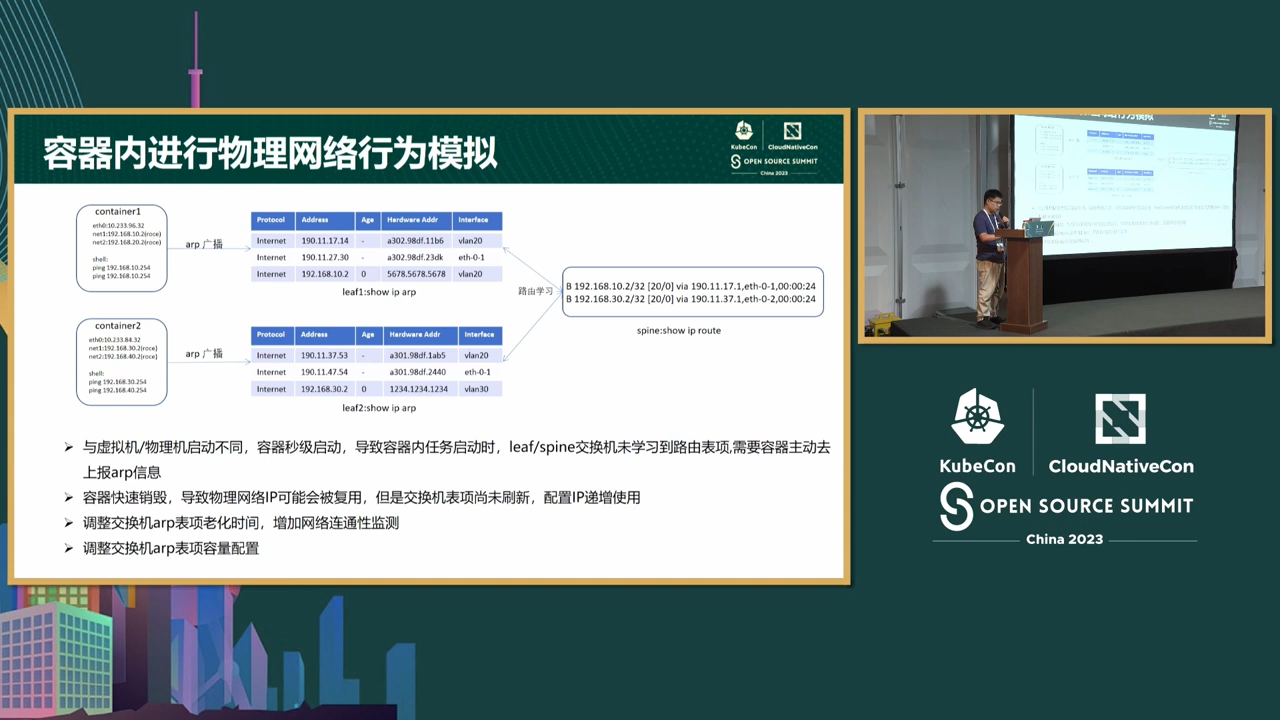 容器内进行物理网络行为模拟
KubeCon
CloudNativeCon
OPEN SOURCE SUMMIT
China 2023
container1
eth0:10.233.96.32
net1:192.168.10.2(roce)
net2:192.168.20.2(roce)
shell:
ping 192.168.10.254
ping 192.168.10.254
arp 广播
Protocol Address Age Hardware Addr Interface
Internet 190.11.17.14 - a302.98df.11b6 vlan20
Internet 190.11.27.30 - a302.98df.23dk eth-0-1
Internet 192.168.10.2 0 5678.5678.5678 vlan20
leaf1:show ip arp
container2
eth0:10.233.84.32
net1:192.168.30.2(roce)
net2:192.168.40.2(roce)
shell:
ping 192.168.30.254
ping 192.168.40.254
arp 广播
Protocol Address Age Hardware Addr Interface
Internet 190.11.37.53 - a301.98df.1ab5 vlan20
Internet 190.11.47.54 - a301.98df.2440 eth-0-1
Internet 192.168.30.2 0 1234.1234.1234 vlan30
leaf2:show ip arp
路由学习
B 192.168.10.2/32 [20/0] via 190.11.17.1,eth-0-1,00:00:24
B 192.168.30.2/32 [20/0] via 190.11.37.1,eth-0-2,00:00:24
spine:show ip route
➢ 与虚拟机/物理机启动不同，容器秒级启动，导致容器内任务启动时，leaf/spine交换机未学习到路由表项,需要容器主动去
上报arp信息
➢ 容器快速销毁，导致物理网络IP可能会被复用，但是交换机表项尚未刷新，配置IP递增使用
➢ 调整交换机arp表项老化时间，增加网络连通性监测
➢ 调整交换机arp表项容量配置
KubeCon
CloudNativeCon
OPEN SOURCE SUMMIT
China 2023